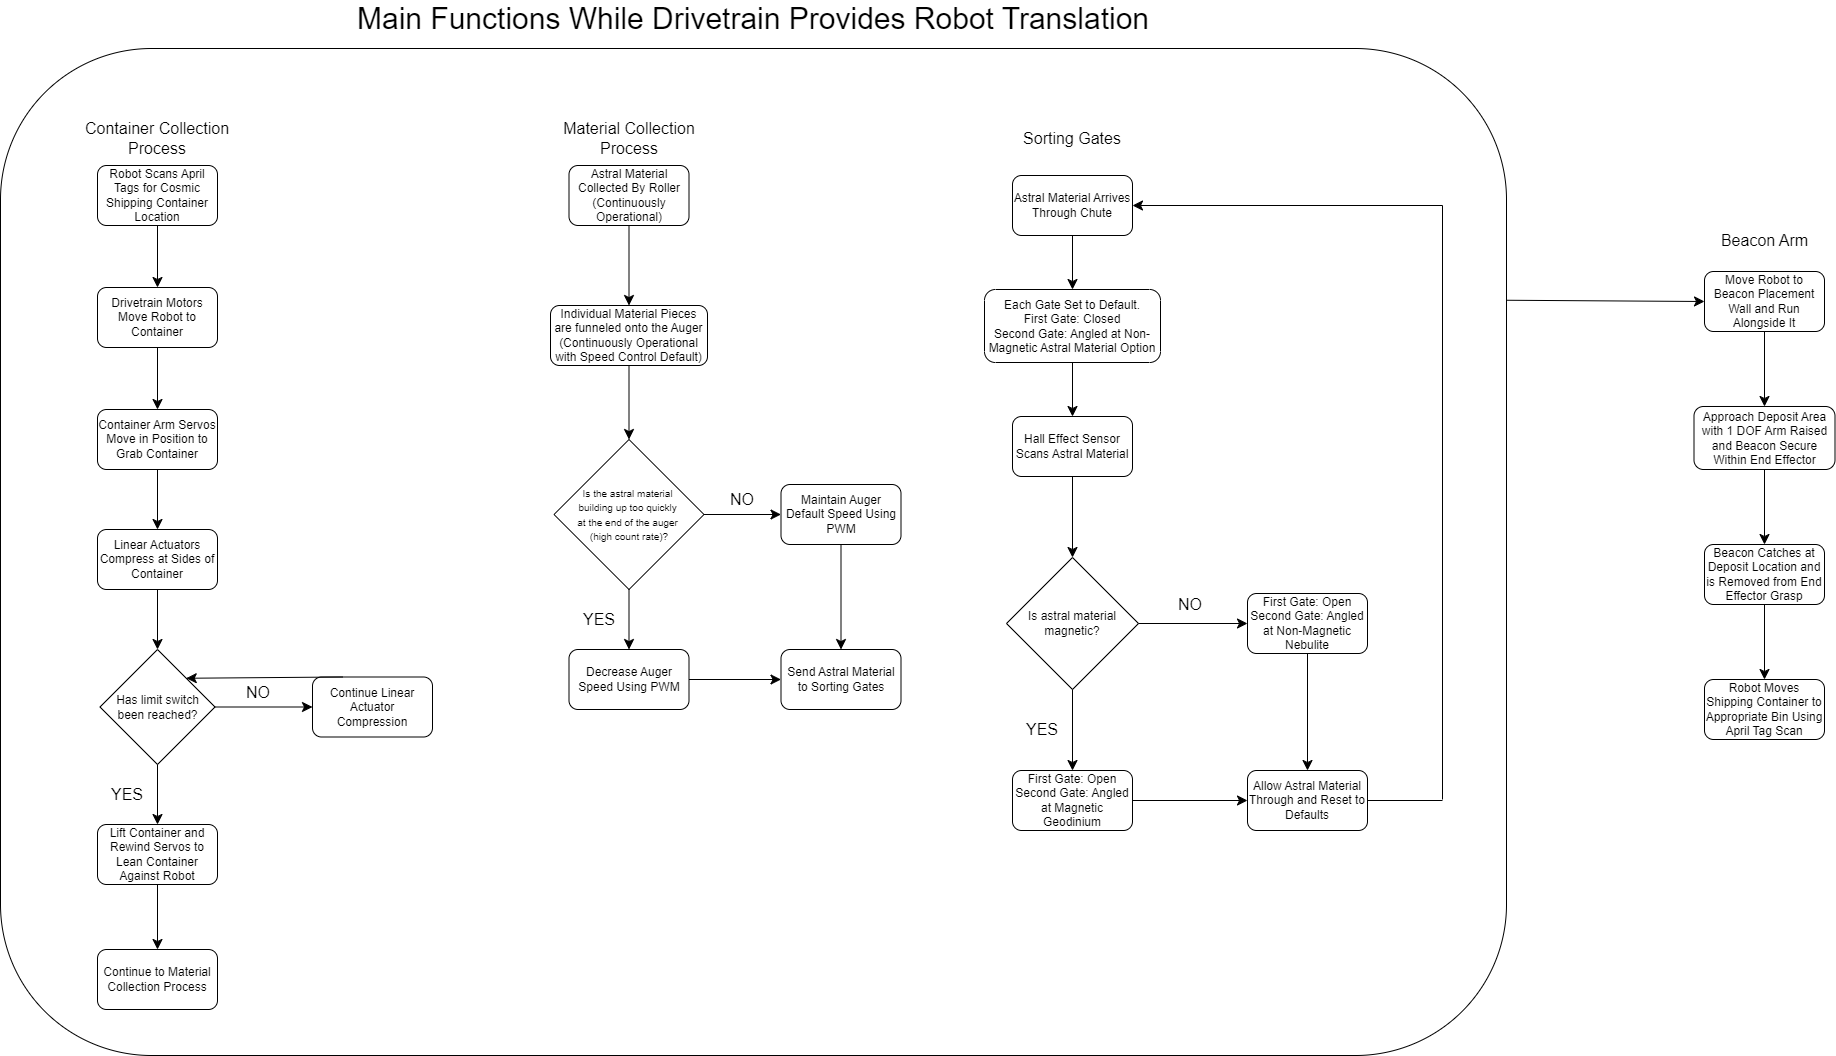 Main Functions While Drivetrain Provides Robot Translation
Container Collection
Process
Robot Scans April
Tags for Cosmic
Shipping Container
Location
Drivetrain Motors
Move Robot to
Container
Container Arm Servos
Move in Position to
Grab Container
Linear Actuators
Compress at Sides of
Container
Has limit switch
been reached?
NO
Continue Linear
Actuator
Compression
YES
Lift Container and
Rewind Servos to
Lean Container
Against Robot
Continue to Material
Collection Process
Material Collection
Process
Astral Material
Collected By Roller
(Continuously
Operational)
Individual Material Pieces
are funneled onto the Auger
(Continuously Operational
with Speed Control Default)
Is the astral material
building up too quickly
at the end of the auger
(high count rate)?
NO
Maintain Auger
Default Speed Using
PWM
YES
Decrease Auger
Speed Using PWM
Send Astral Material
to Sorting Gates
Sorting Gates
Astral Material Arrives
Through Chute
Each Gate Set to Default.
First Gate: Closed
Second Gate: Angled at Non-
Magnetic Astral Material Option
Hall Effect Sensor
Scans Astral Material
Is astral material
magnetic?
NO
First Gate: Open
Second Gate: Angled
at Non-Magnetic
Nebulite
YES
First Gate: Open
Second Gate: Angled
at Magnetic
Geodinium
Allow Astral Material
Through and Reset to
Defaults
Beacon Arm
Move Robot to
Beacon Placement
Wall and Run
Alongside It
Approach Deposit Area
with 1 DOF Arm Raised
and Beacon Secure
Within End Effector
Beacon Catches at
Deposit Location and
is Removed from End
Effector Grasp
Robot Moves
Shipping Container to
Appropriate Bin Using
April Tag Scan